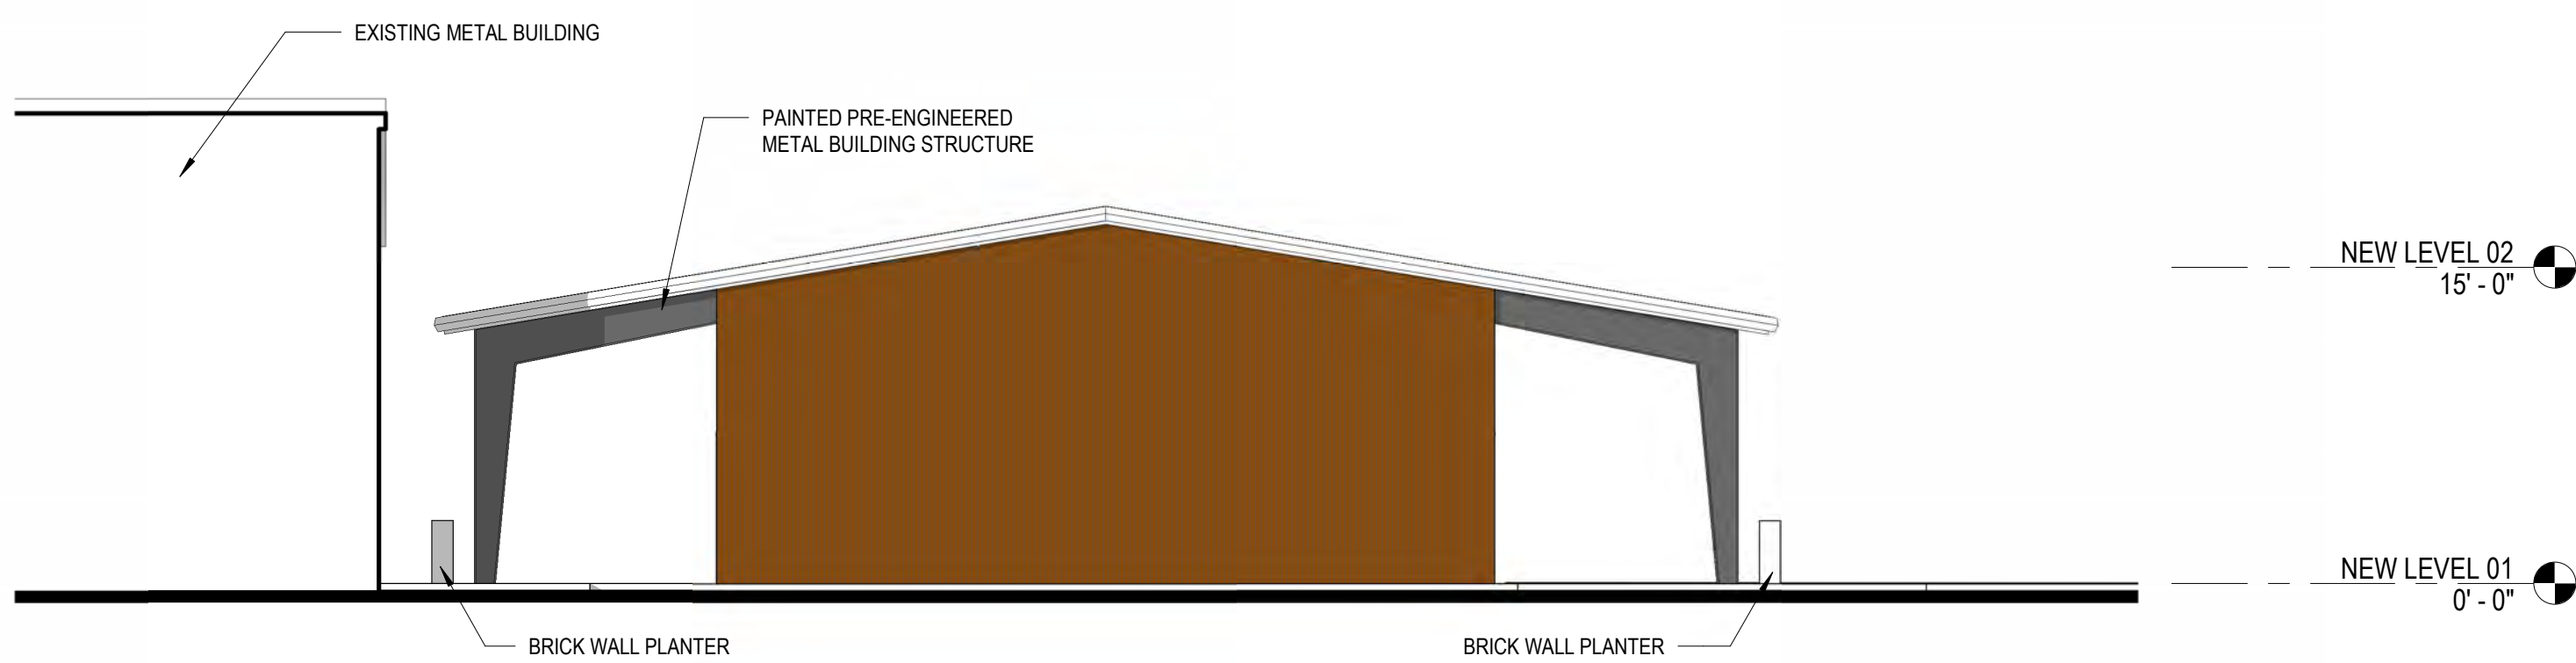 EXISTING METAL BUILDING
PAINTED PRE-ENGINEERED
METAL BUILDING STRUCTURE
NEW LEVEL 02
15' - 0"
NEW LEVEL 01
0' - 0"
BRICK WALL PLANTER
BRICK WALL PLANTER